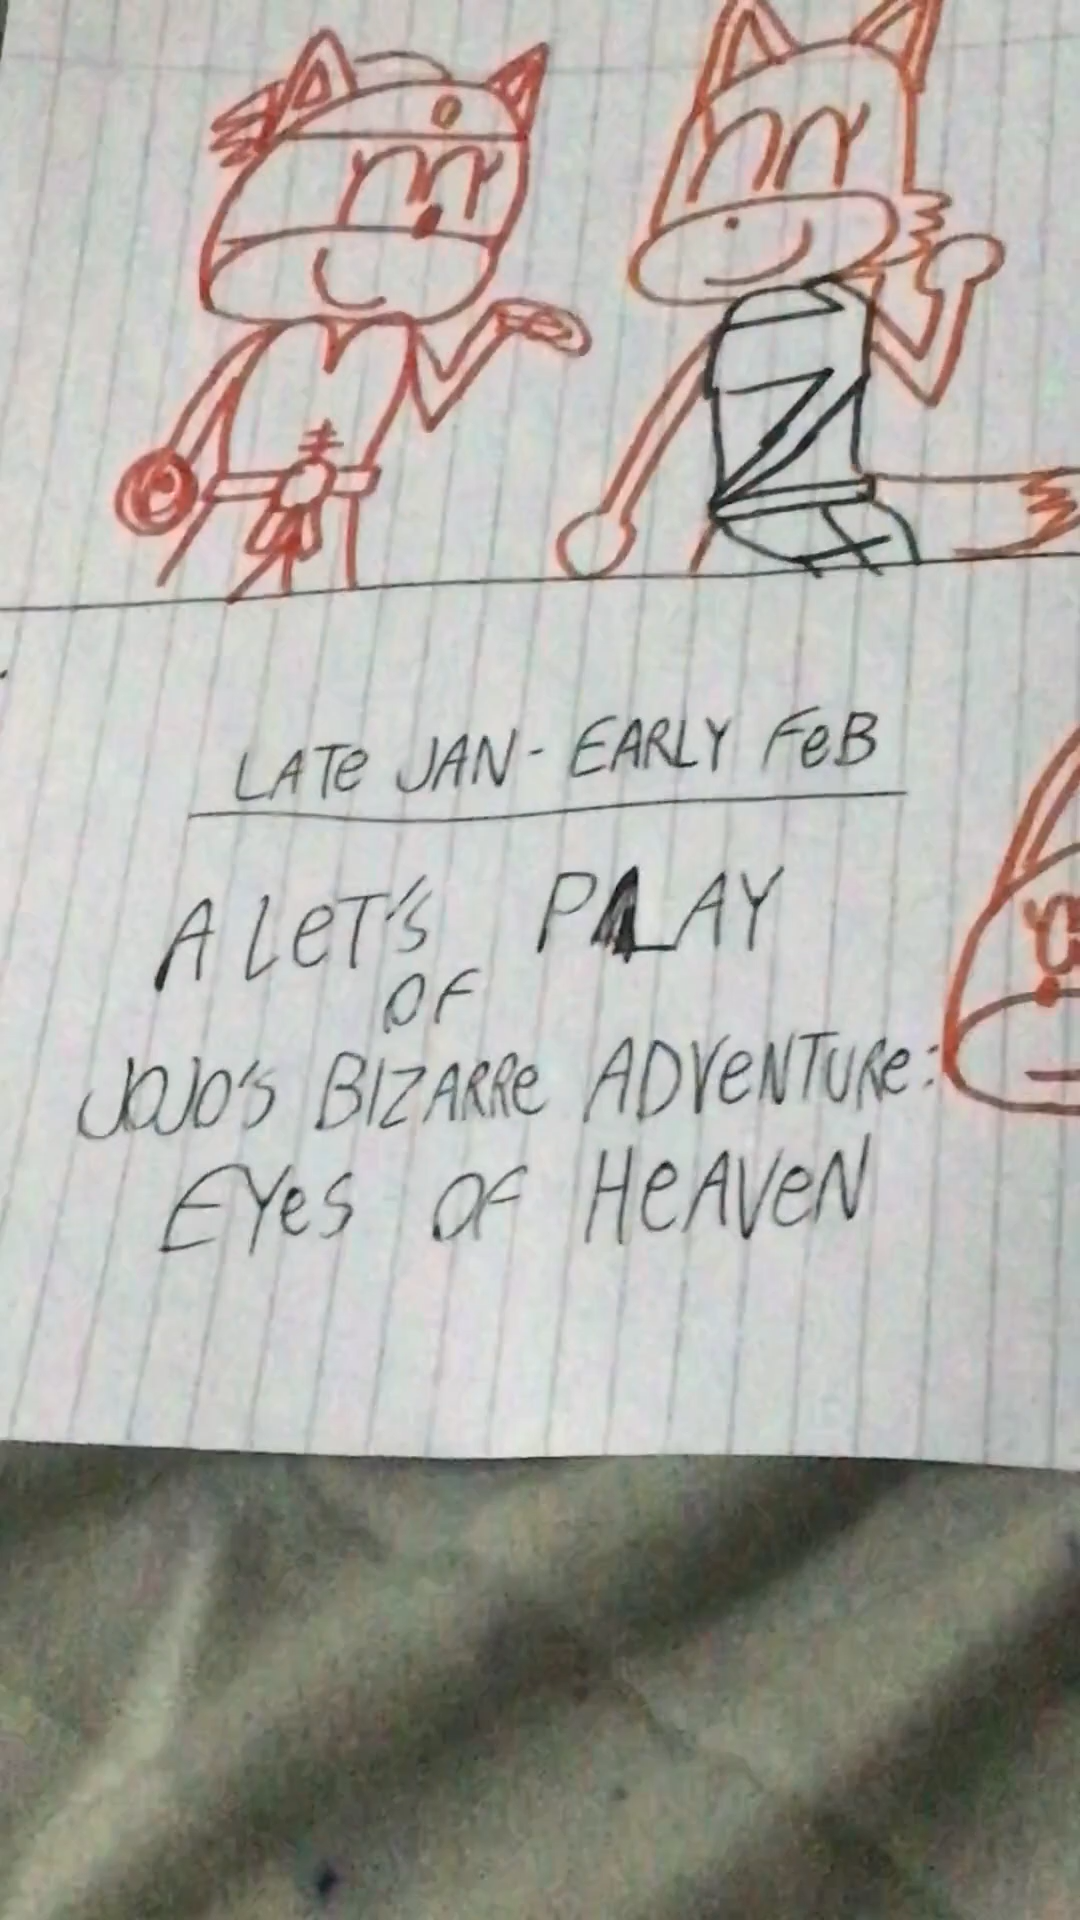 LATe JAN - EARLY FeB
A LeT'S PLAY
OF
JOJO'S BIZARRe ADVeNTURe:
EYeS OF HeAVeN